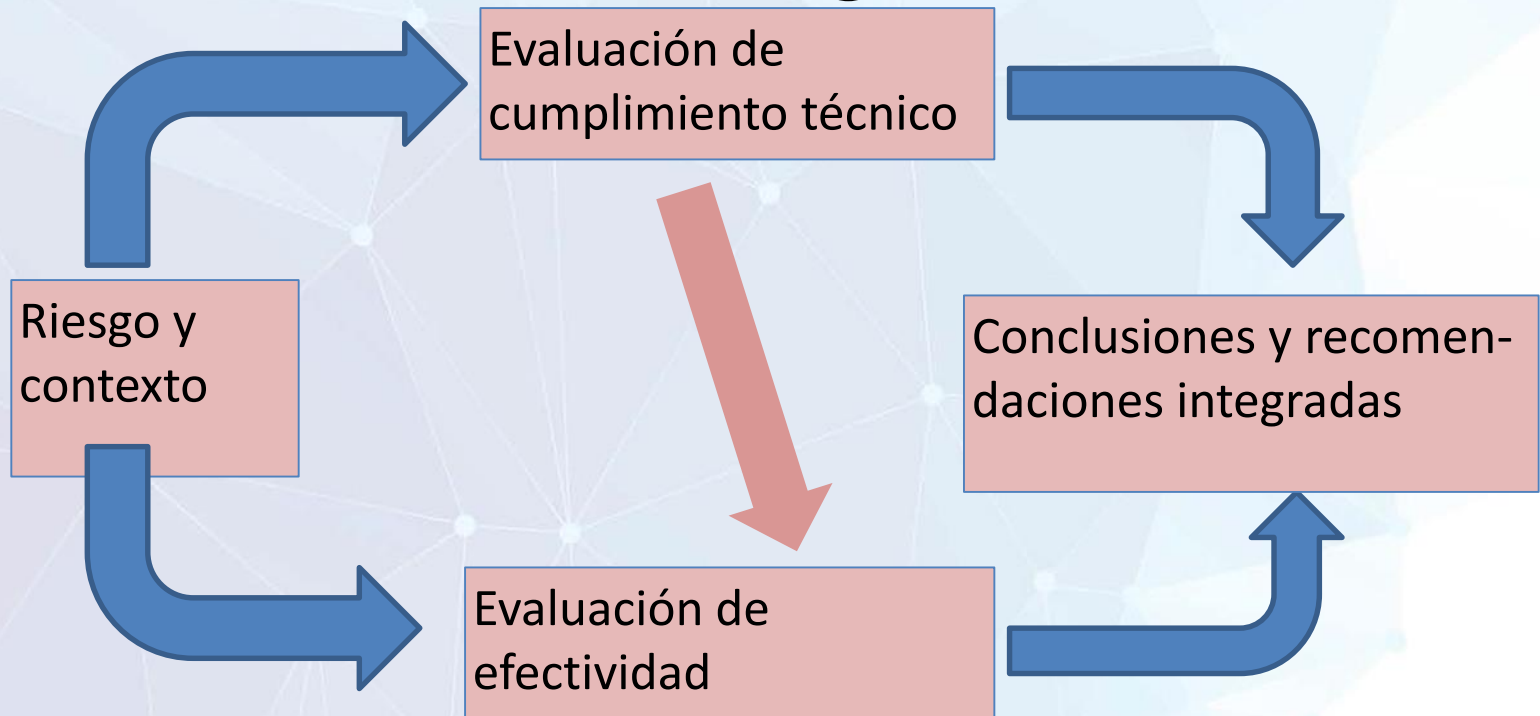 Evaluación de
cumplimiento técnico
Riesgo y
contexto
Conclusiones y recomen-
daciones integradas
Evaluación de
efectividad